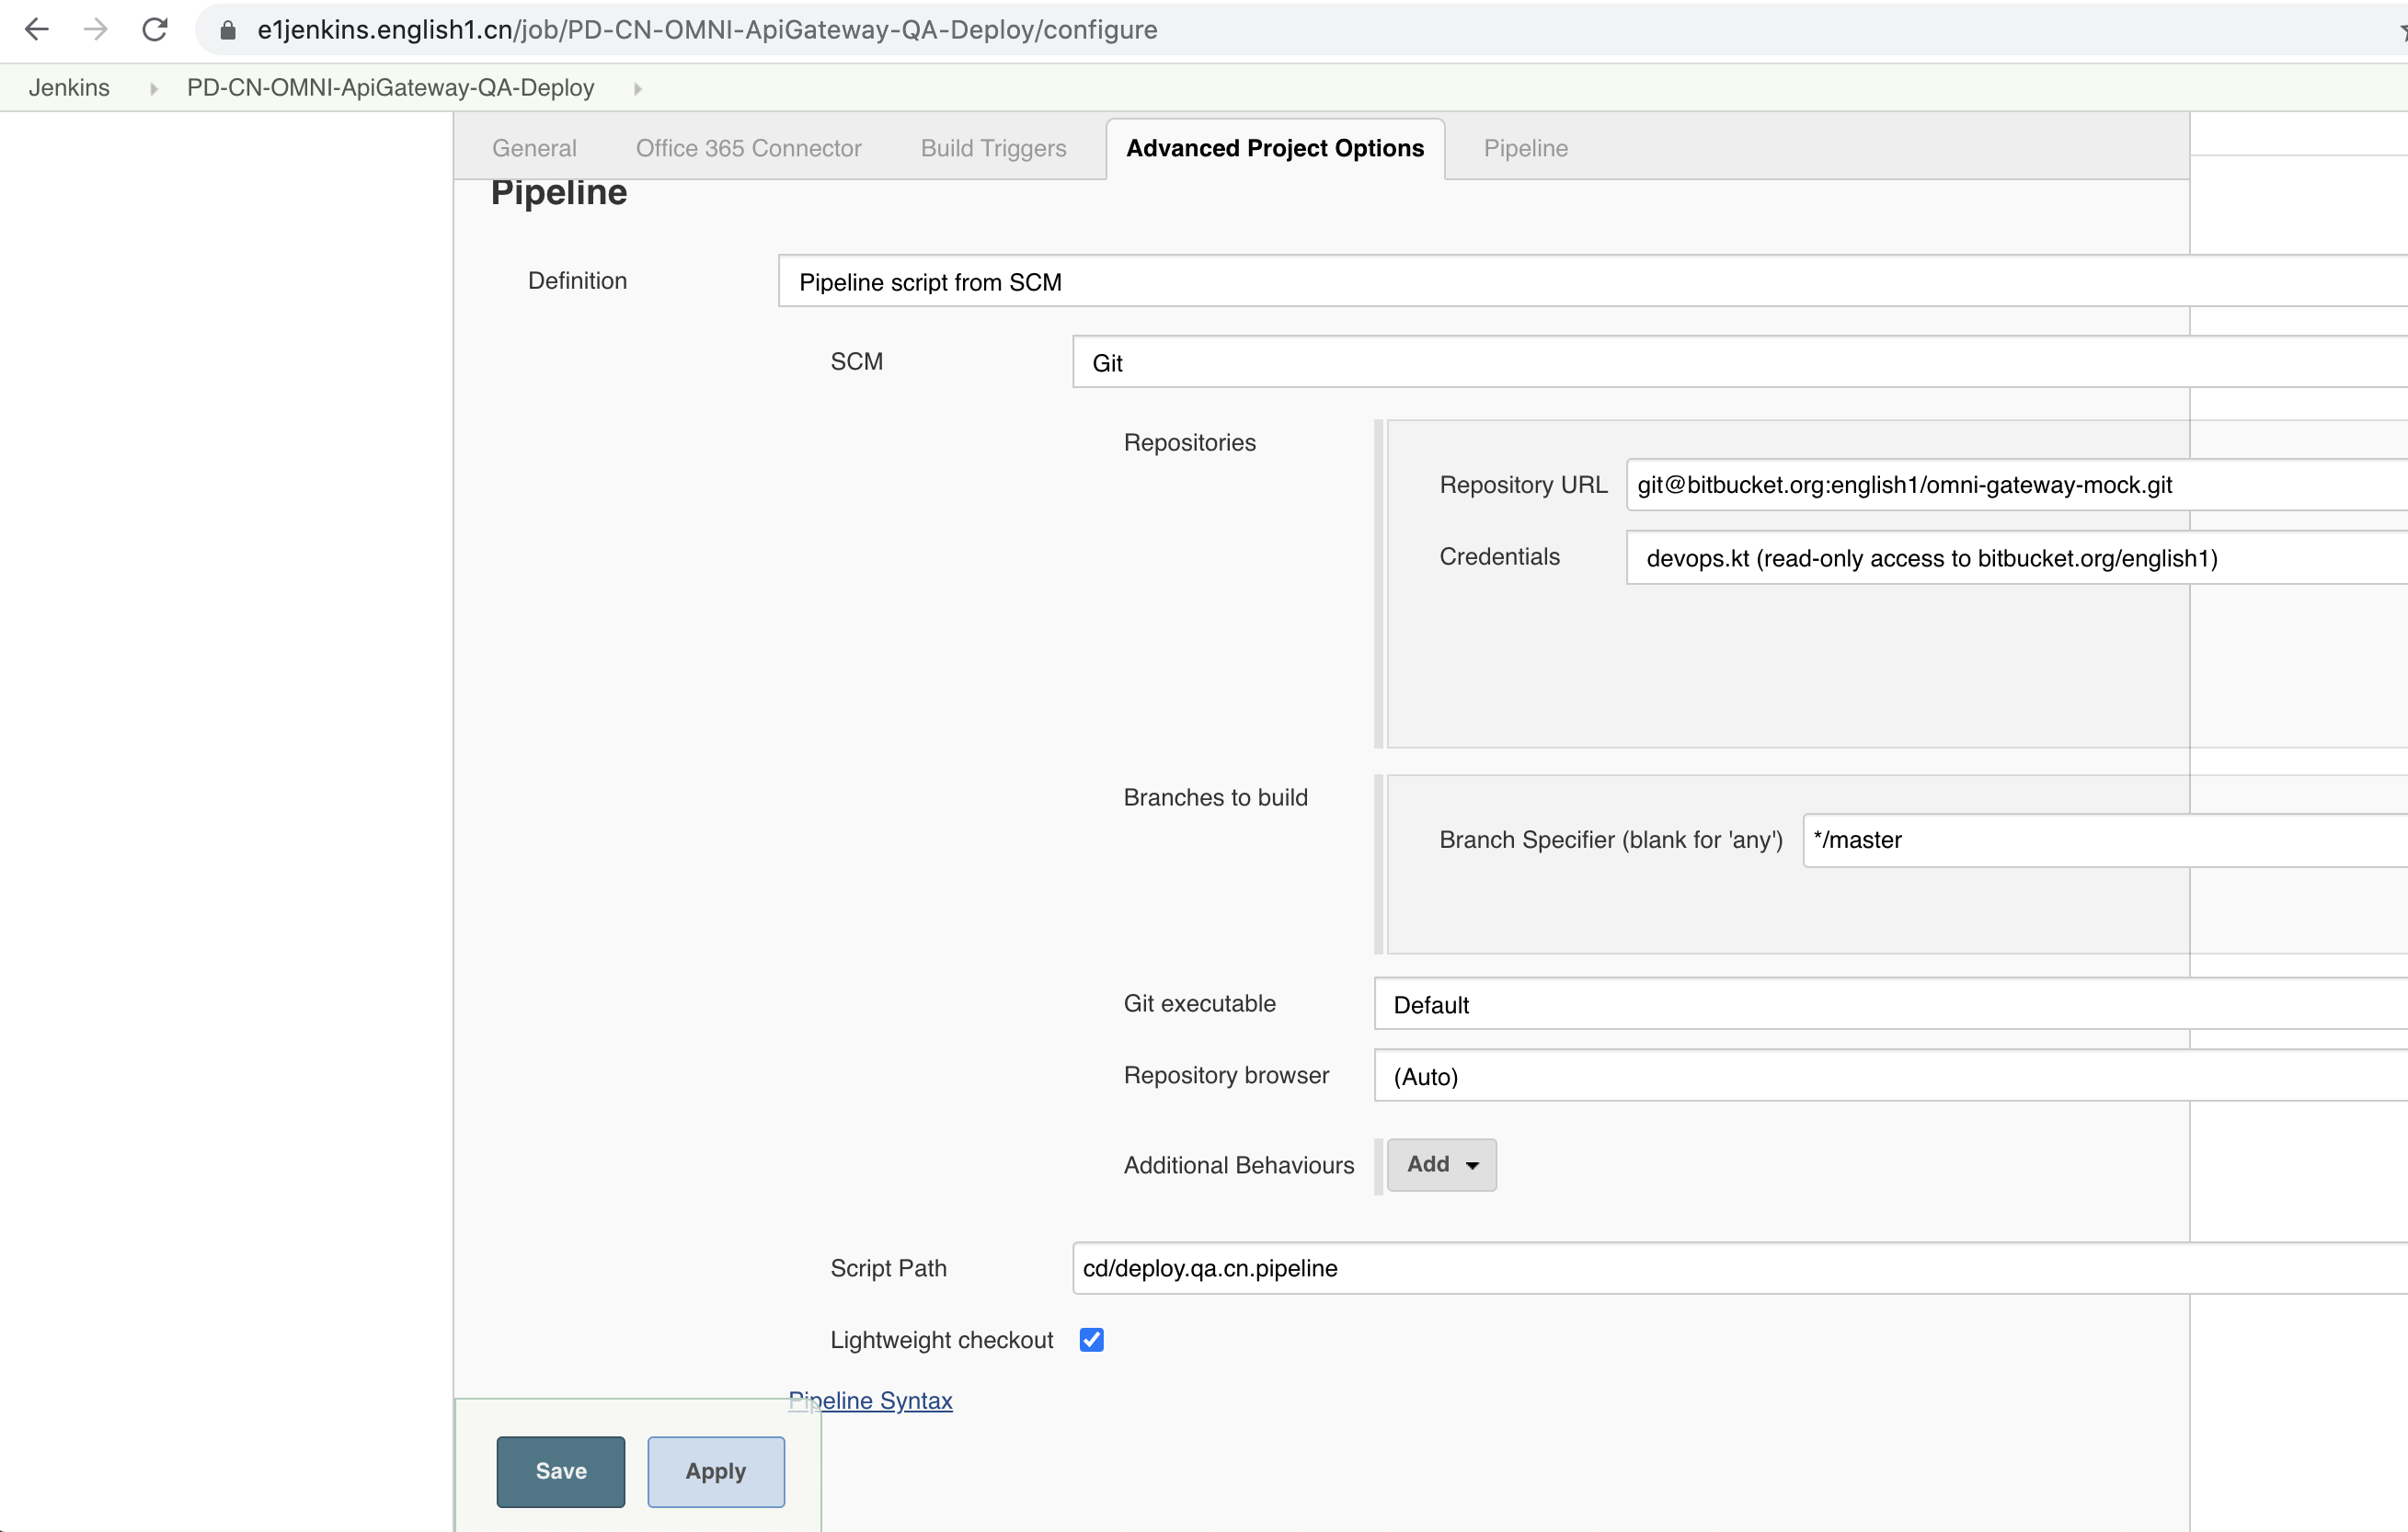 e1jenkins.english1.cn/job/PD-CN-OMNI-ApiGateway-QA-Deploy/configure
Jenkins PD-CN-OMNI-ApiGateway-QA-Deploy
General Office 365 Connector Build Triggers Advanced Project Options Pipeline
Pipeline
Definition Pipeline script from SCM
SCM Git
Repositories
Repository URL git@bitbucket.org:english1/omni-gateway-mock.git
Credentials devops.kt (read-only access to bitbucket.org/english1)
Branches to build
Branch Specifier (blank for 'any') */master
Git executable Default
Repository browser (Auto)
Additional Behaviours Add
Script Path cd/deploy.qa.cn.pipeline
Lightweight checkout
Pipeline Syntax
Save Apply